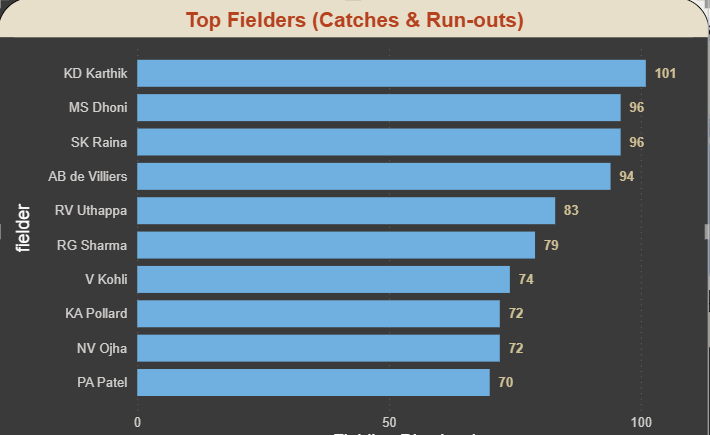 Top Fielders (Catches & Run-outs)
fielder
KD Karthik 101
MS Dhoni 96
SK Raina 96
AB de Villiers 94
RV Uthappa 83
RG Sharma 79
V Kohli 74
KA Pollard 72
NV Ojha 72
PA Patel 70
0 50 100